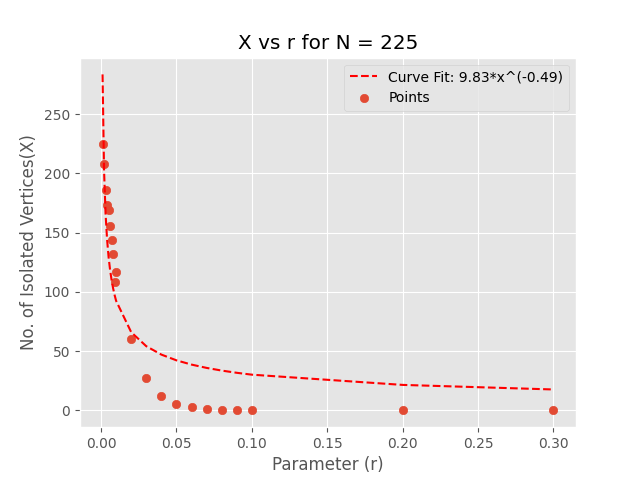 X vs r for N = 225
Curve Fit: 9.83*x^(-0.49)
Points
No. of Isolated Vertices(X)
250
200
150
100
50
0
0.00 0.05 0.10 0.15 0.20 0.25 0.30
Parameter (r)